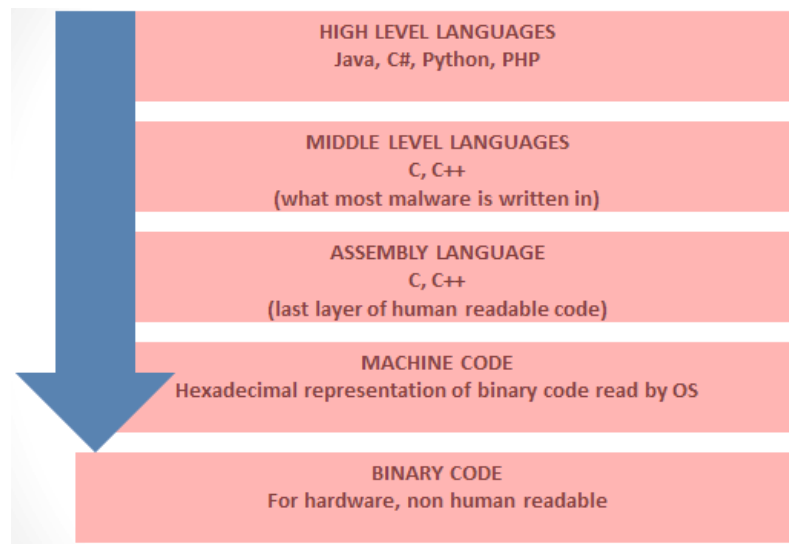 HIGH LEVEL LANGUAGES
Java, C#, Python, PHP
MIDDLE LEVEL LANGUAGES
C, C++
(what most malware is written in)
ASSEMBLY LANGUAGE
C, C++
(last layer of human readable code)
MACHINE CODE
Hexadecimal representation of binary code read by OS
BINARY CODE
For hardware, non human readable